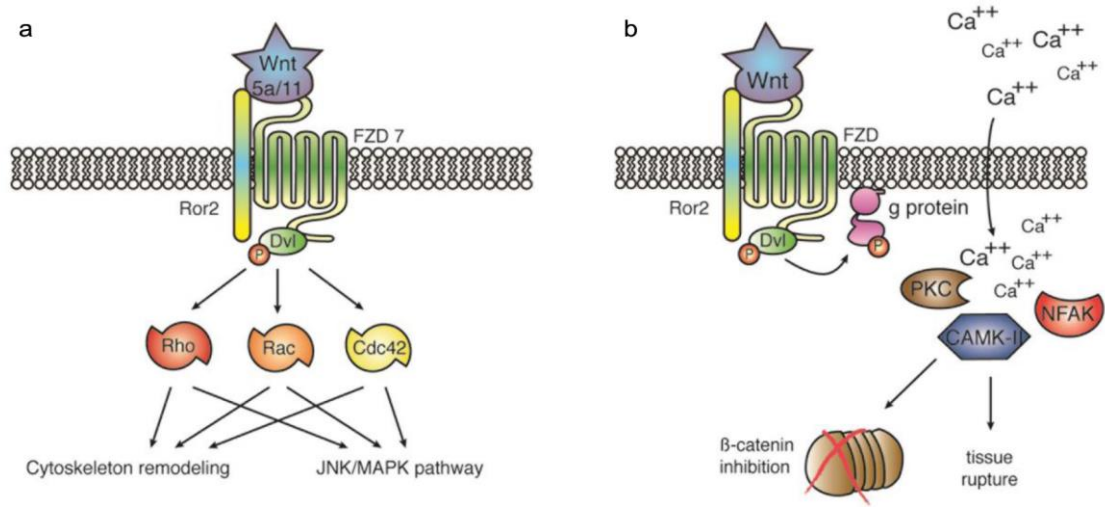 a
Wnt
5a/11
FZD 7
Ror2
Dvl
P
Rho
Rac
Cdc42
Cytoskeleton remodeling
JNK/MAPK pathway
b
Ca++
Ca++
Ca++
Ca++
Ca++
Wnt
FZD
Ror2
g protein
Dvl
P
P
Ca++
Ca++
Ca++
Ca++
PKC
NFAK
CAMK-II
ß-catenin
inhibition
tissue
rupture